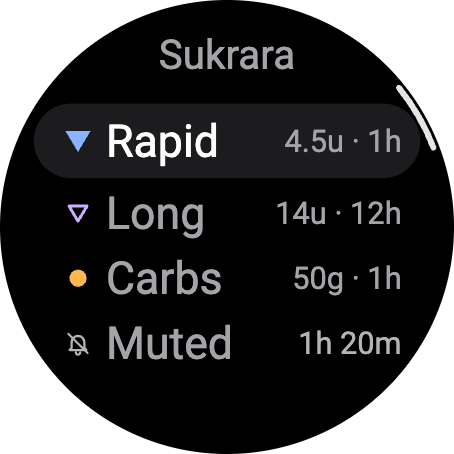 Sukrara
Rapid 4.5u · 1h
Long 14u · 12h
Carbs 50g · 1h
Muted 1h 20m